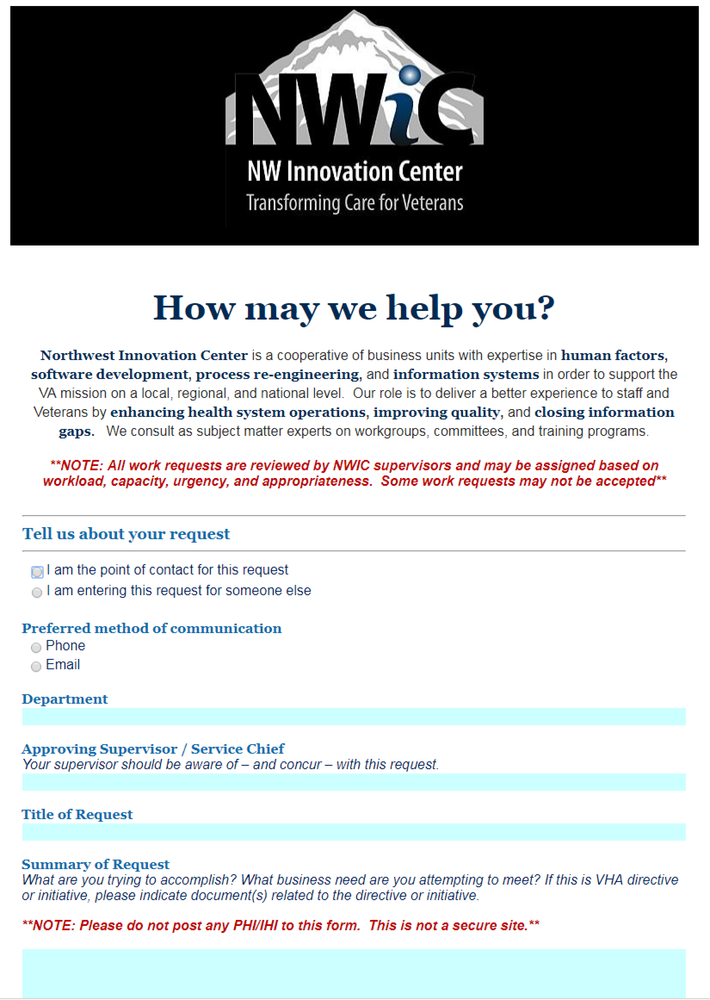 NWiC
NW Innovation Center
Transforming Care for Veterans
How may we help you?
Northwest Innovation Center is a cooperative of business units with expertise in human factors,
software development, process re-engineering, and information systems in order to support the
VA mission on a local, regional, and national level.  Our role is to deliver a better experience to staff and
Veterans by enhancing health system operations, improving quality, and closing information
gaps.   We consult as subject matter experts on workgroups, committees, and training programs.
**NOTE: All work requests are reviewed by NWIC supervisors and may be assigned based on
workload, capacity, urgency, and appropriateness.  Some work requests may not be accepted**
Tell us about your request
I am the point of contact for this request
I am entering this request for someone else
Preferred method of communication
Phone
Email
Department
Approving Supervisor / Service Chief
Your supervisor should be aware of – and concur – with this request.
Title of Request
Summary of Request
What are you trying to accomplish? What business need are you attempting to meet? If this is VHA directive
or initiative, please indicate document(s) related to the directive or initiative.
**NOTE: Please do not post any PHI/IHI to this form.  This is not a secure site.**